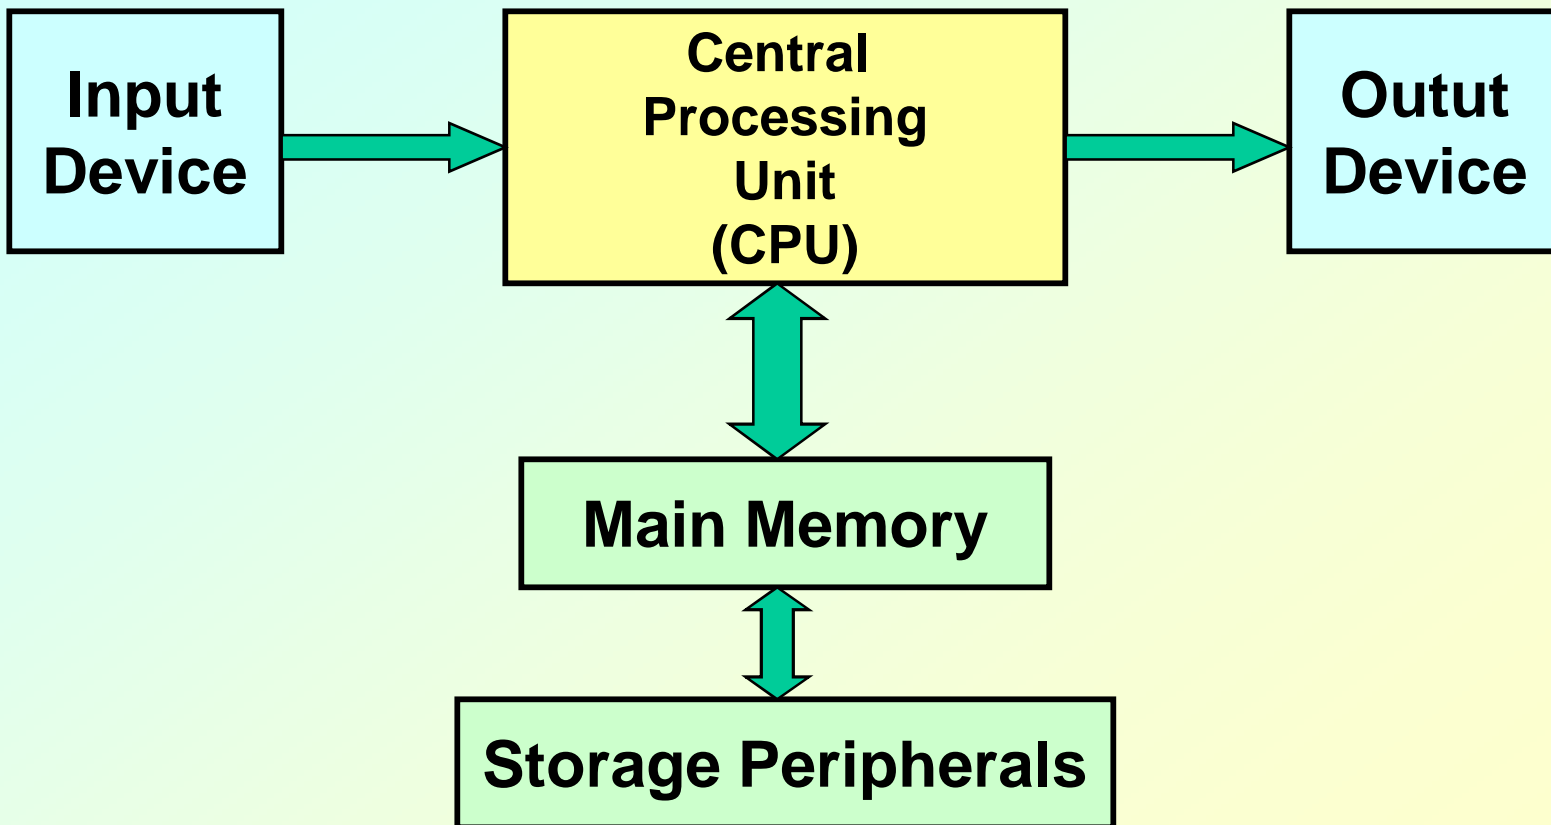 Input
Device
Central
Processing
Unit
(CPU)
Outut
Device
Main Memory
Storage Peripherals